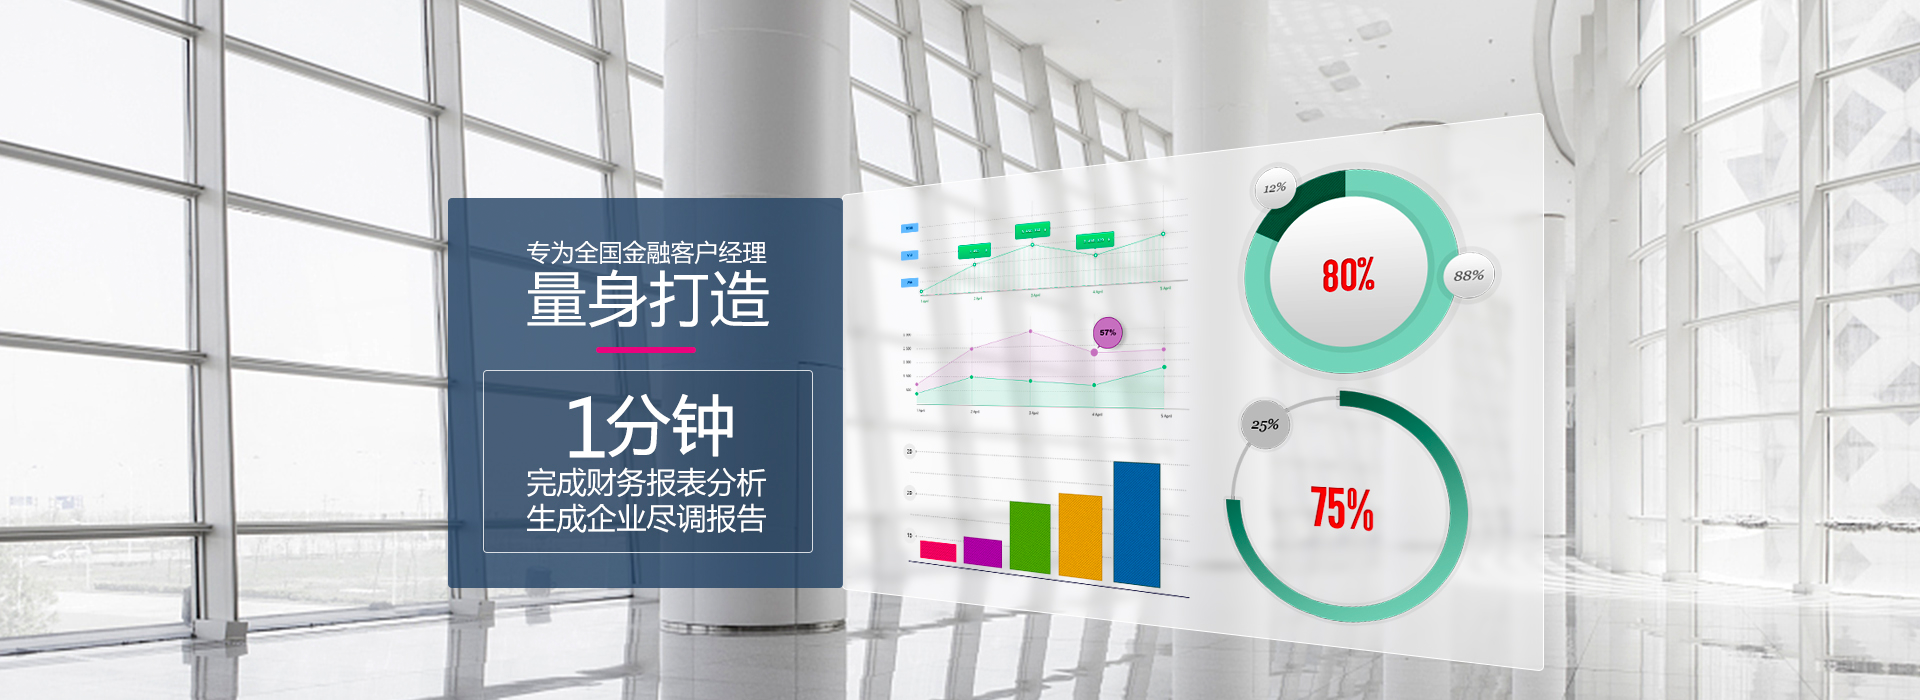 专为全国金融客户经理
量身打造
1分钟
完成财务报表分析
生成企业尽调报告
57%
12%
80%
88%
25%
75%